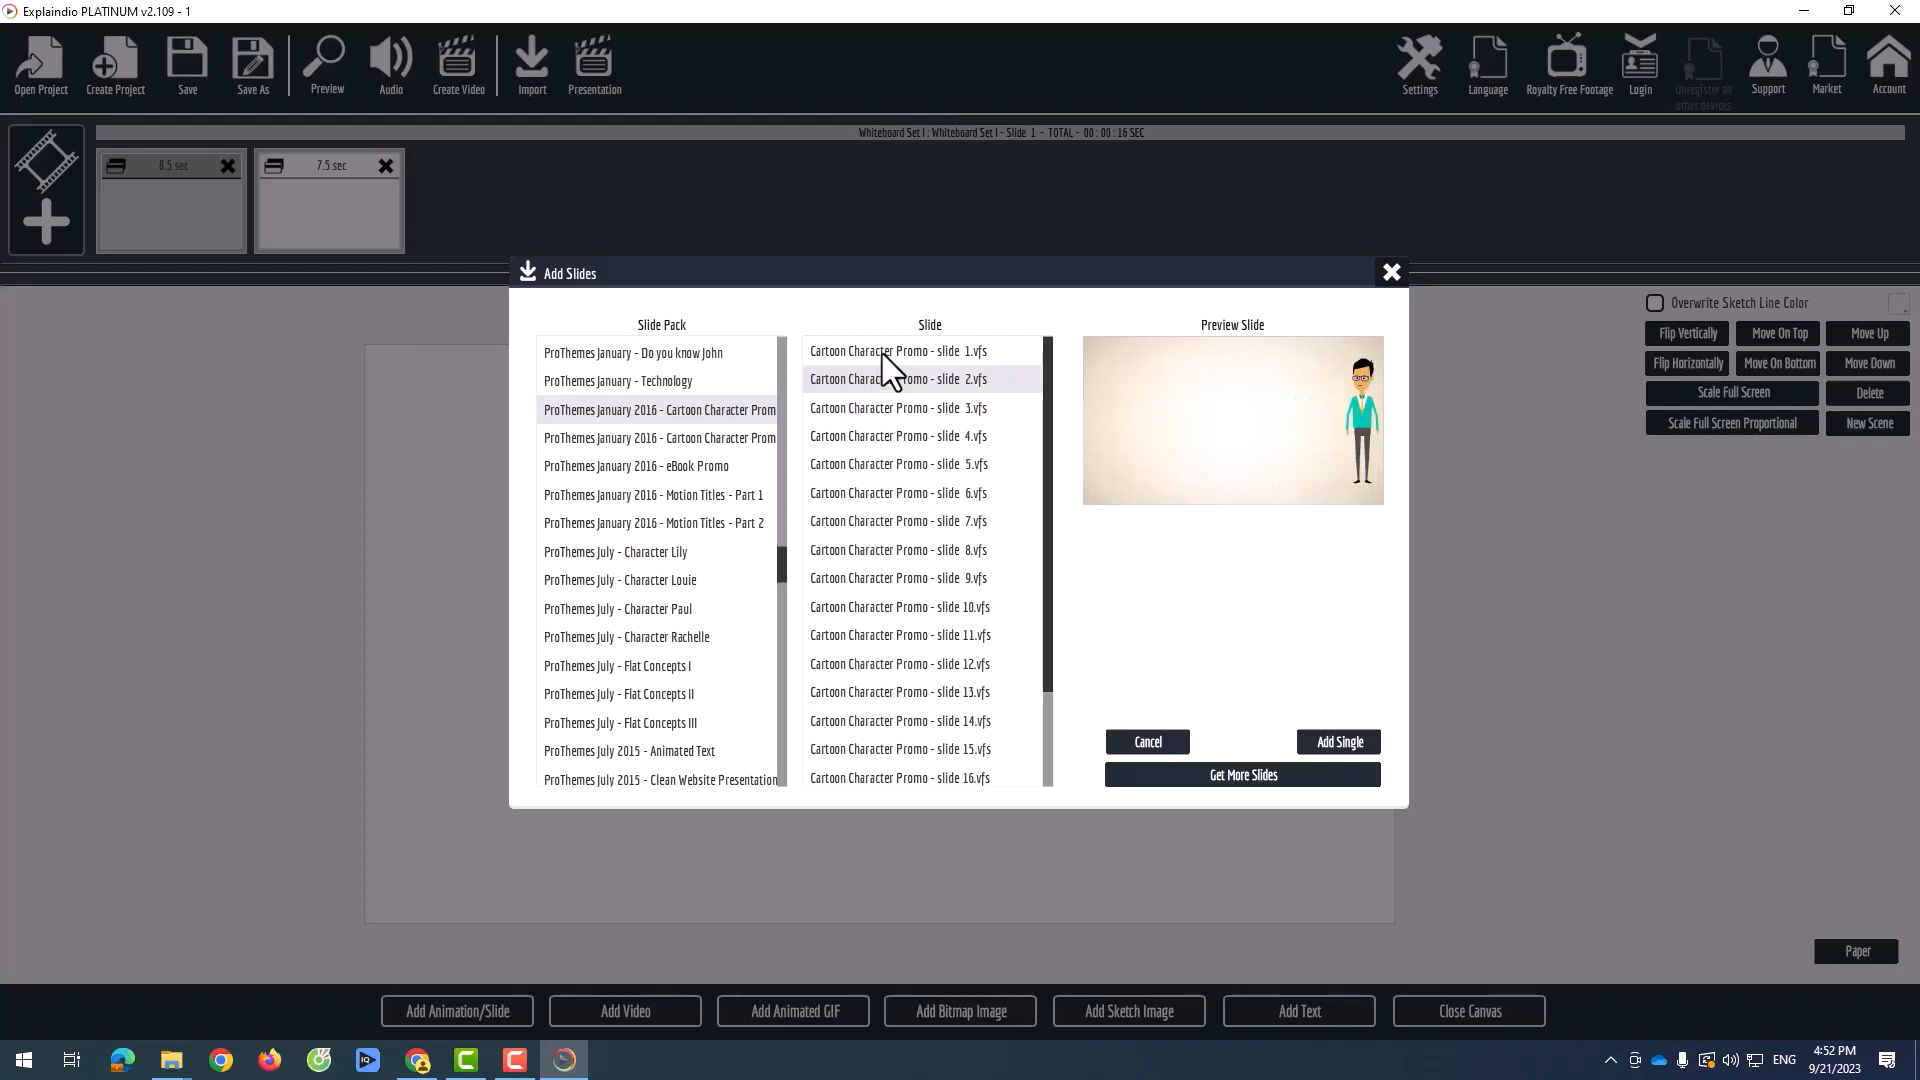 Explaindio PLATINUM v2.109 - 1
Open Project
Create Project
Save
Save As
Preview
Audio
Create Video
Import
Presentation
Settings
Language
Royalty Free Footage
Login
Unregister all
other devices
Support
Market
Account
Whiteboard Set I : Whiteboard Set I - Slide 1 - TOTAL - 00 : 00 : 16 SEC
8.5 sec
7.5 sec
Add Slides
Slide Pack
Slide
Preview Slide
ProThemes January - Do you know John
ProThemes January - Technology
ProThemes January 2016 - Cartoon Character Prom
ProThemes January 2016 - Cartoon Character Prom
ProThemes January 2016 - eBook Promo
ProThemes January 2016 - Motion Titles - Part 1
ProThemes January 2016 - Motion Titles - Part 2
ProThemes July - Character Lily
ProThemes July - Character Louie
ProThemes July - Character Paul
ProThemes July - Character Rachelle
ProThemes July - Flat Concepts I
ProThemes July - Flat Concepts II
ProThemes July - Flat Concepts III
ProThemes July 2015 - Animated Text
ProThemes July 2015 - Clean Website Presentation
Cartoon Character Promo - slide 1.vfs
Cartoon Character Promo - slide 2.vfs
Cartoon Character Promo - slide 3.vfs
Cartoon Character Promo - slide 4.vfs
Cartoon Character Promo - slide 5.vfs
Cartoon Character Promo - slide 6.vfs
Cartoon Character Promo - slide 7.vfs
Cartoon Character Promo - slide 8.vfs
Cartoon Character Promo - slide 9.vfs
Cartoon Character Promo - slide 10.vfs
Cartoon Character Promo - slide 11.vfs
Cartoon Character Promo - slide 12.vfs
Cartoon Character Promo - slide 13.vfs
Cartoon Character Promo - slide 14.vfs
Cartoon Character Promo - slide 15.vfs
Cartoon Character Promo - slide 16.vfs
Cancel
Add Single
Get More Slides
Overwrite Sketch Line Color
Flip Vertically
Move On Top
Move Up
Flip Horizontally
Move On Bottom
Move Down
Scale Full Screen
Delete
Scale Full Screen Proportional
New Scene
Paper
Add Animation/Slide
Add Video
Add Animated GIF
Add Bitmap Image
Add Sketch Image
Add Text
Close Canvas
IQ
ENG
4:52 PM
9/21/2023